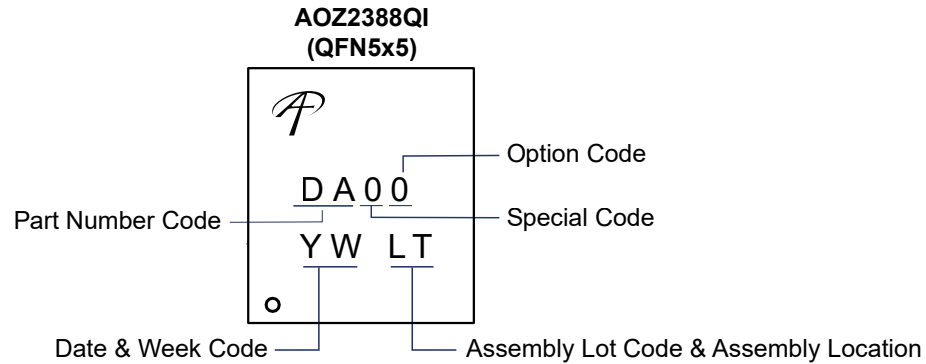 AOZ2388QI
(QFN5x5)
Option Code
D A 0 0
Part Number Code
Special Code
Y W L T
Date & Week Code
Assembly Lot Code & Assembly Location